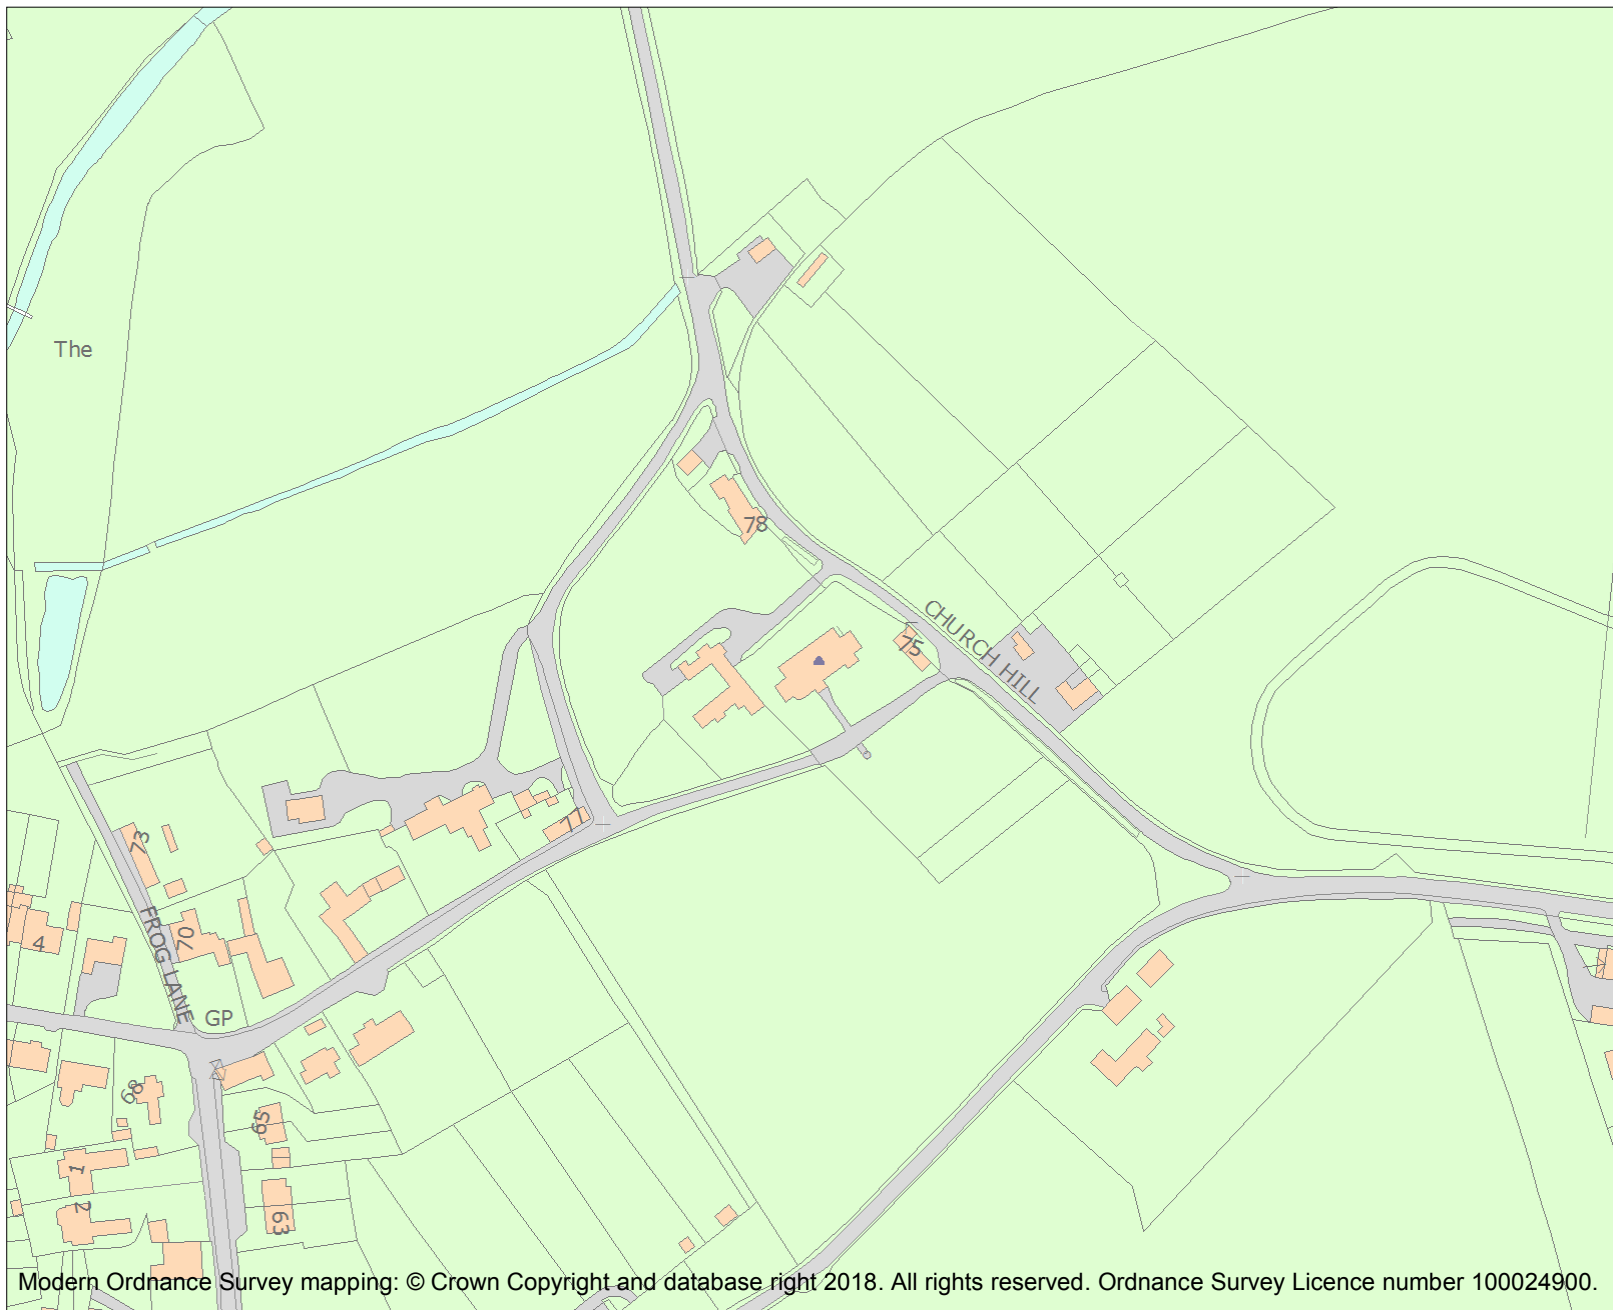 The
78
CHURCH HILL
75
77
73
FROG LANE
70
4
GP
68
65
1
2
63
Modern Ordnance Survey mapping: © Crown Copyright and database right 2018. All rights reserved. Ordnance Survey Licence number 100024900.